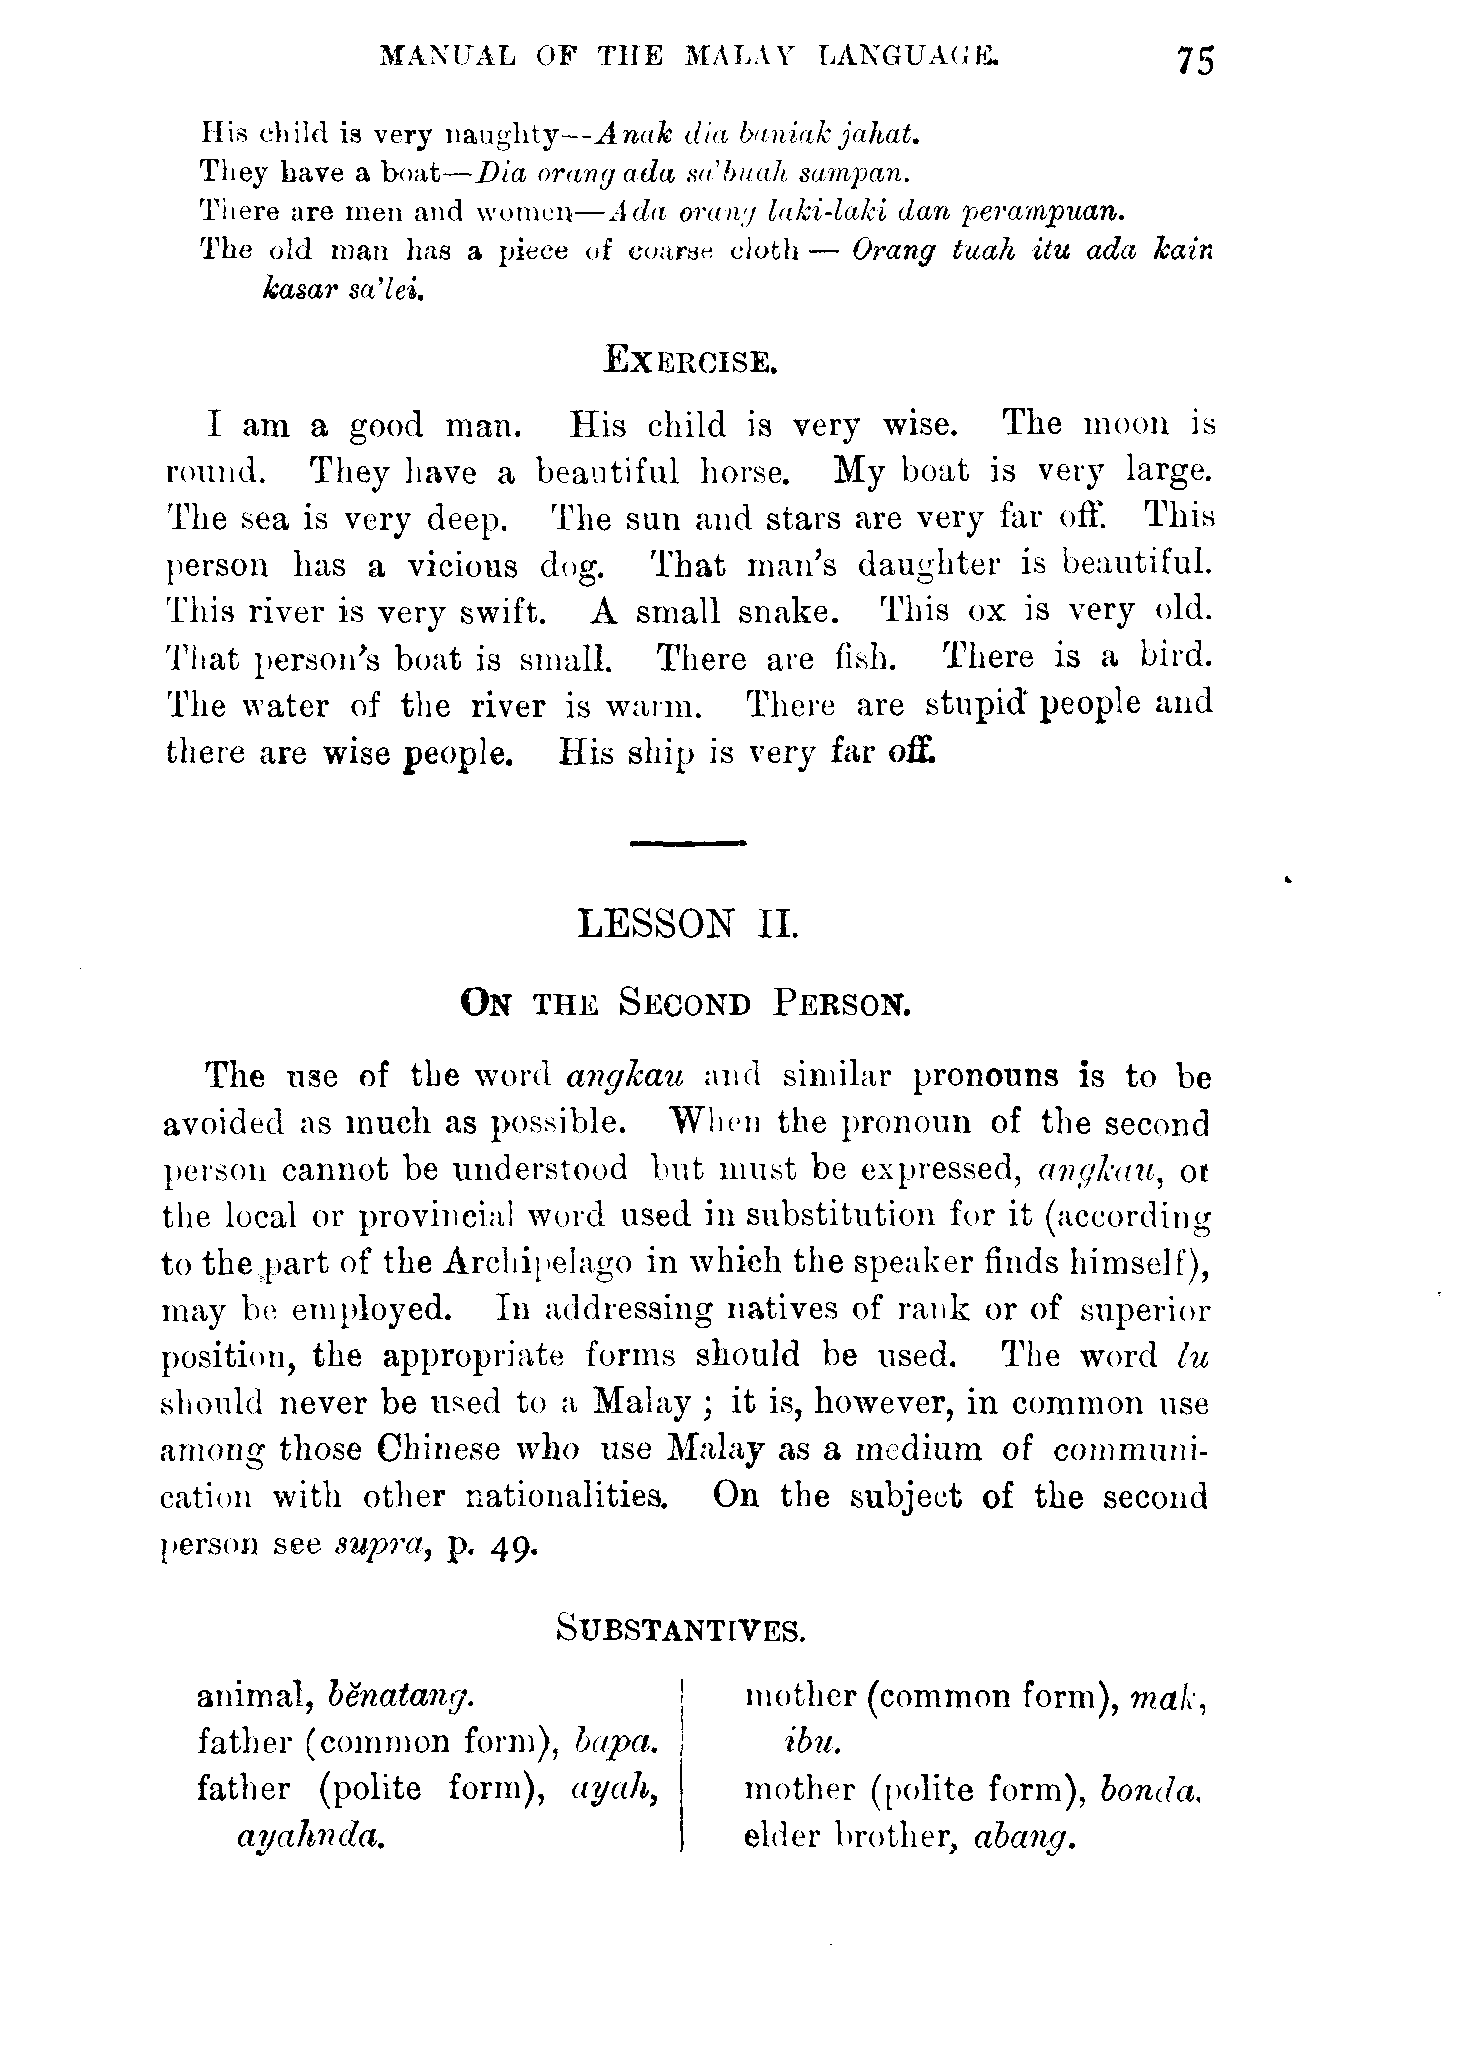 MANUAL OF THE MALAY LANGUAGE. 75
His child is very naughty--Anak dia baniak jahat.
They have a boat—Dia orang ada sa'buah sampan.
There are men and women—Ada orang laki-laki dan perampuan.
The old man has a piece of coarse cloth — Orang tuah itu ada kain
kasar sa'lei.
EXERCISE.
I am a good man. His child is very wise. The moon is
round. They have a beautiful horse. My boat is very large.
The sea is very deep. The sun and stars are very far off. This
person has a vicious dog. That man's daughter is beautiful.
This river is very swift. A small snake. This ox is very old.
That person's boat is small. There are fish. There is a bird.
The water of the river is warm. There are stupid people and
there are wise people. His ship is very far off.
LESSON II.
ON THE SECOND PERSON.
The use of the word angkau and similar pronouns is to be
avoided as much as possible. When the pronoun of the second
person cannot be understood but must be expressed, angkau, or
the local or provincial word used in substitution for it (according
to the part of the Archipelago in which the speaker finds himself),
may be employed. In addressing natives of rank or of superior
position, the appropriate forms should be used. The word lu
should never be used to a Malay ; it is, however, in common use
among those Chinese who use Malay as a medium of communi-
cation with other nationalities. On the subject of the second
person see supra, p. 49.
SUBSTANTIVES.
animal, bĕnatang.
father (common form), bapa.
father (polite form), ayah,
ayahnda.
mother (common form), mak,
ibu.
mother (polite form), bonda.
elder brother, abang.